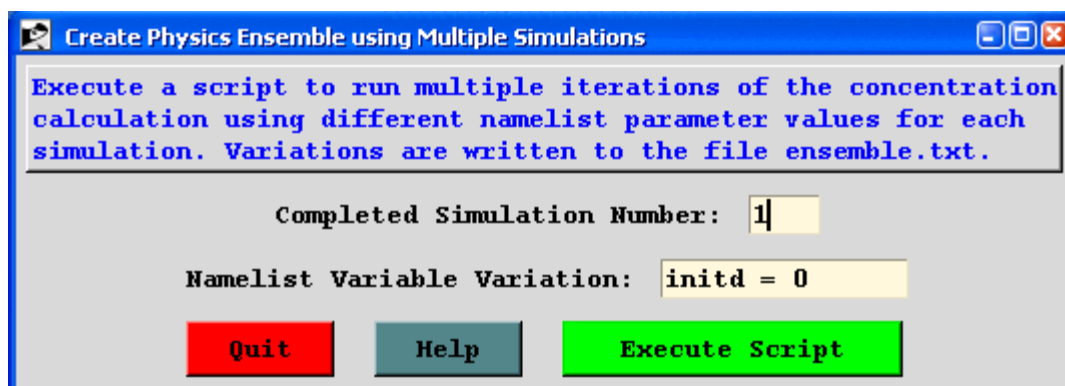 Create Physics Ensemble using Multiple Simulations
Execute a script to run multiple iterations of the concentration
calculation using different namelist parameter values for each
simulation. Variations are written to the file ensemble.txt.
Completed Simulation Number: 1
Namelist Variable Variation: initd = 0
Quit Help Execute Script